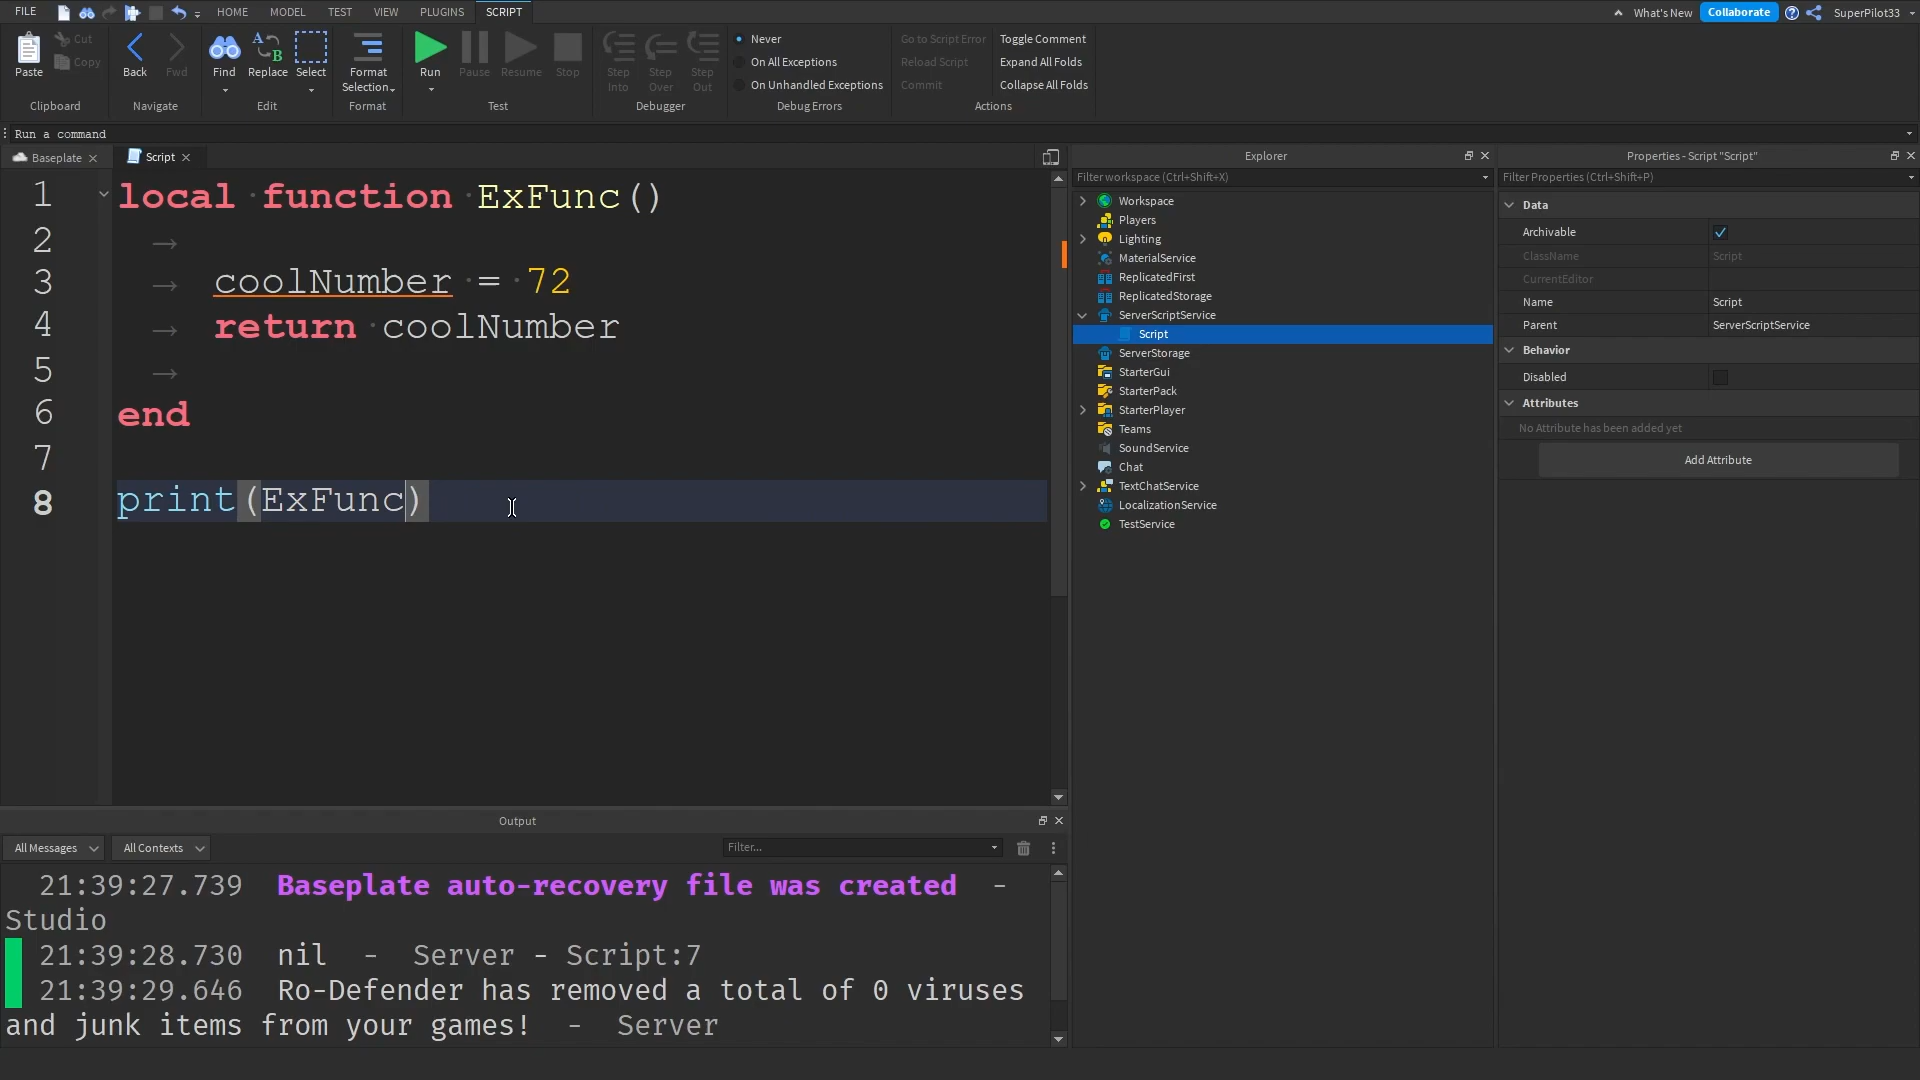 FILE HOME MODEL TEST VIEW PLUGINS SCRIPT What's New Collaborate SuperPilot33
Paste Cut Copy Back Fwd Find Replace Select Format Selection Run Pause Resume Stop Step Into Step Over Step Out
Never
On All Exceptions
On Unhandled Exceptions
Go to Script Error
Reload Script
Commit
Toggle Comment
Expand All Folds
Collapse All Folds
Clipboard Navigate Edit Format Test Debugger Debug Errors Actions
Run a command
Baseplate Script
1 local function ExFunc()
2
3 coolNumber = 72
4 return coolNumber
5
6 end
7
8 print(ExFunc)
Output
All Messages All Contexts Filter...
21:39:27.739 Baseplate auto-recovery file was created -
Studio
21:39:28.730 nil - Server - Script:7
21:39:29.646 Ro-Defender has removed a total of 0 viruses
and junk items from your games! - Server
Explorer
Filter workspace (Ctrl+Shift+X)
Workspace
Players
Lighting
MaterialService
ReplicatedFirst
ReplicatedStorage
ServerScriptService
Script
ServerStorage
StarterGui
StarterPack
StarterPlayer
Teams
SoundService
Chat
TextChatService
LocalizationService
TestService
Properties - Script "Script"
Filter Properties (Ctrl+Shift+P)
Data
Archivable
ClassName Script
CurrentEditor
Name Script
Parent ServerScriptService
Behavior
Disabled
Attributes
No Attribute has been added yet
Add Attribute